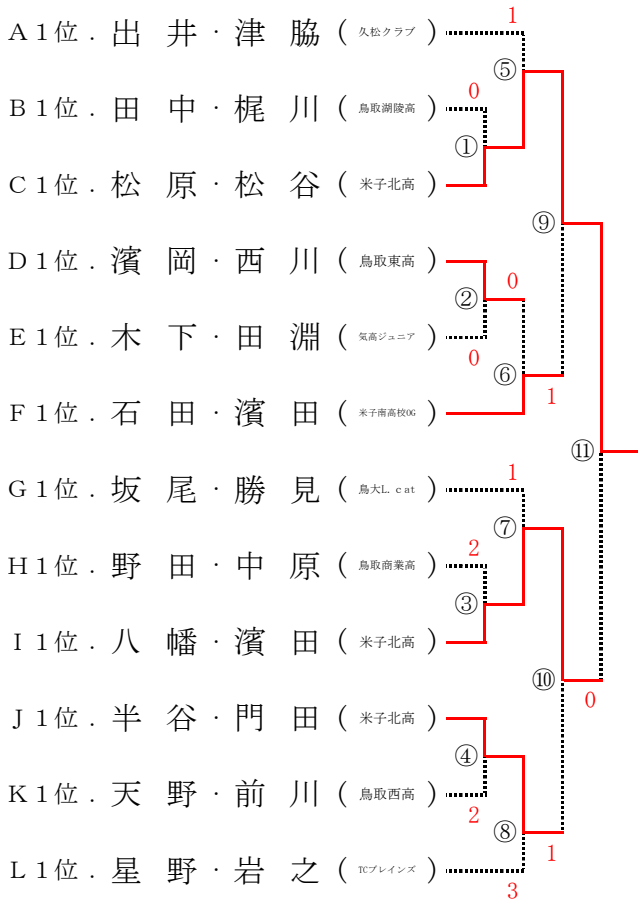 1
A１位．出　井・津　脇（久松クラブ）
⑤
0
B１位．田　中・梶　川（鳥取湖陵高）
①
C１位．松　原・松　谷（米子北高）
⑨
D１位．濱　岡・西　川（鳥取東高）
0
②
E１位．木　下・田　淵（気高ジュニア）
0
⑥
1
F１位．石　田・濱　田（米子南高校OG）
⑪
1
G１位．坂　尾・勝　見（鳥大L. cat）
⑦
2
H１位．野　田・中　原（鳥取商業高）
③
I１位．八　幡・濱　田（米子北高）
⑩
0
J１位．半　谷・門　田（米子北高）
④
K１位．天　野・前　川（鳥取西高）
2
⑧
1
L１位．星　野・岩　之（TCブレインズ）
3